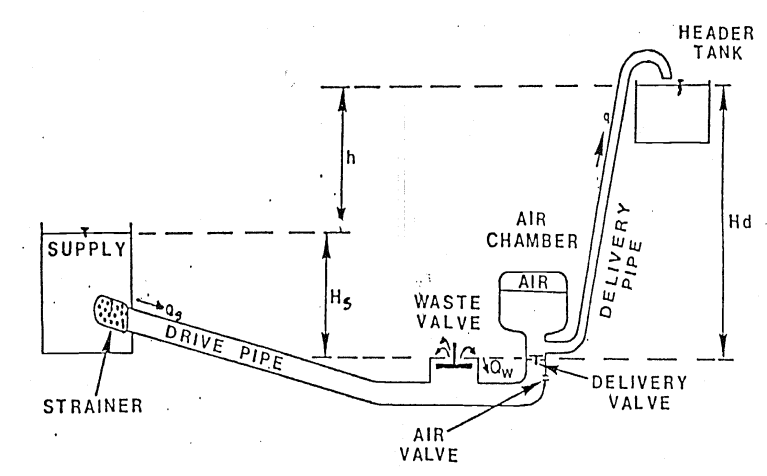 HEADER
TANK
h
q
Hd
SUPPLY
AIR
CHAMBER
DELIVERY
PIPE
AIR
Hs
Qs
WASTE
VALVE
DRIVE PIPE
Qw
STRAINER
DELIVERY
VALVE
AIR
VALVE